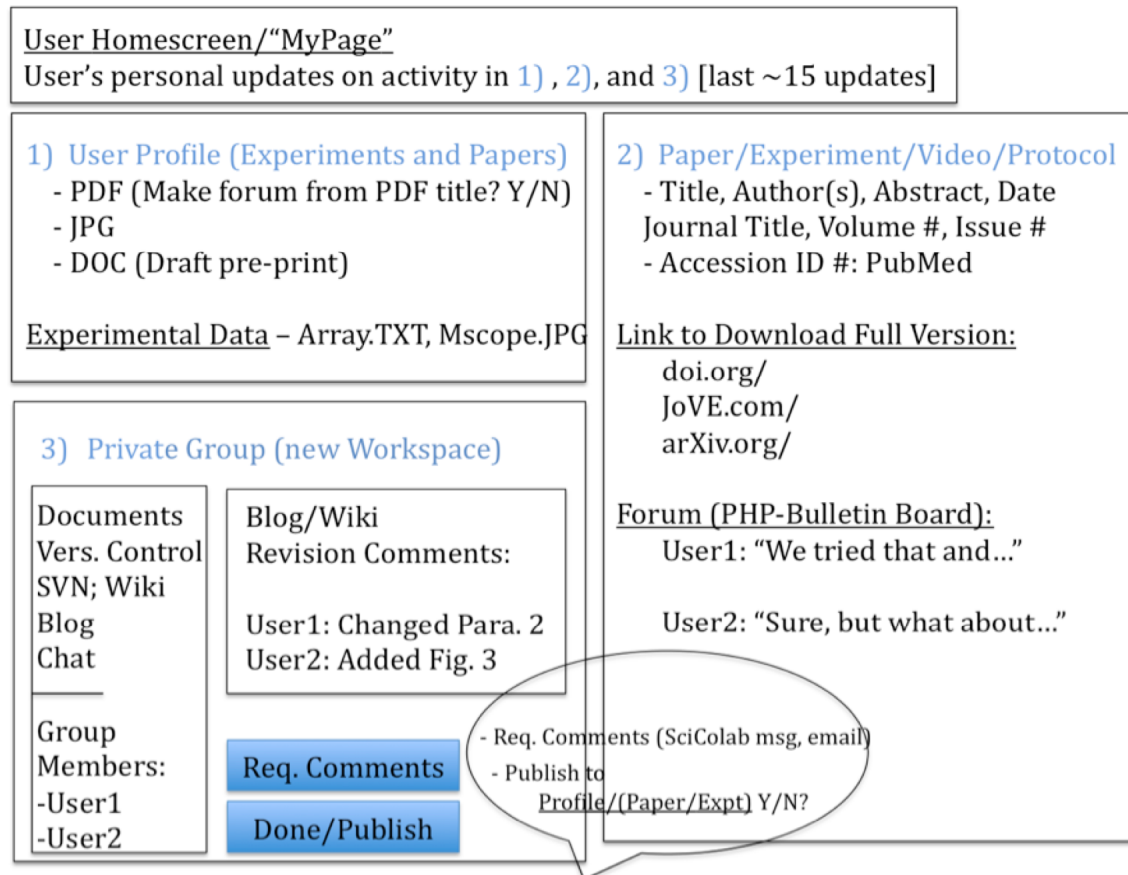 User Homescreen/“MyPage”
User’s personal updates on activity in 1) , 2), and 3) [last ~15 updates]
1) User Profile (Experiments and Papers)
- PDF (Make forum from PDF title? Y/N)
- JPG
- DOC (Draft pre-print)
Experimental Data – Array.TXT, Mscope.JPG
2) Paper/Experiment/Video/Protocol
- Title, Author(s), Abstract, Date
Journal Title, Volume #, Issue #
- Accession ID #: PubMed
Link to Download Full Version:
doi.org/
JoVE.com/
arXiv.org/
Forum (PHP-Bulletin Board):
User1: “We tried that and…”
User2: “Sure, but what about…”
3) Private Group (new Workspace)
Documents
Vers. Control
SVN; Wiki
Blog
Chat
Group
Members:
-User1
-User2
Blog/Wiki
Revision Comments:
User1: Changed Para. 2
User2: Added Fig. 3
Req. Comments
Done/Publish
- Req. Comments (SciColab msg, email)
- Publish to
Profile/(Paper/Expt) Y/N?